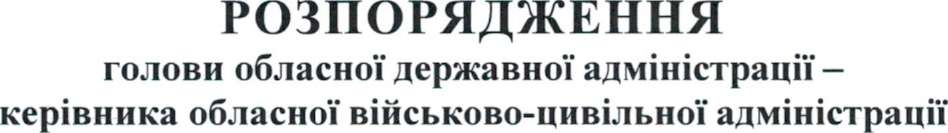 РОЗПОРЯДЖЕННЯ
голови обласної державної адміністрації –
керівника обласної військово-цивільної адміністрації